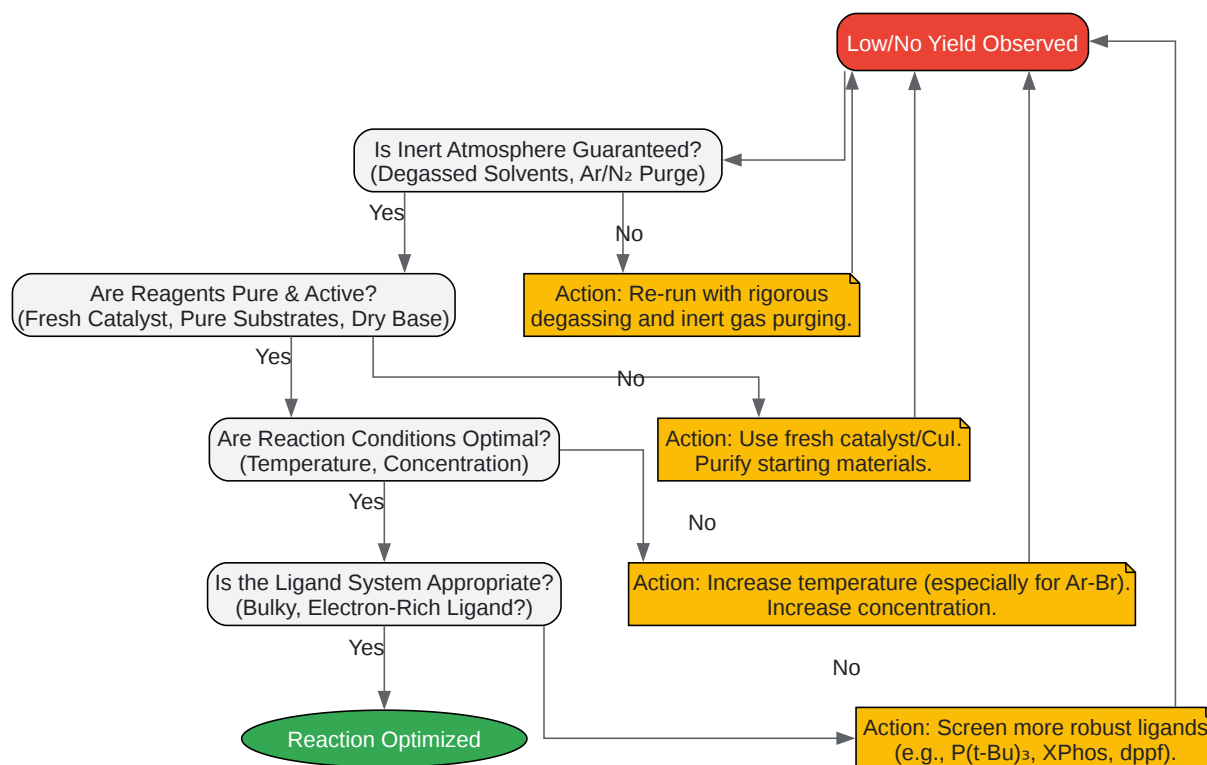 Low/No Yield Observed
Is Inert Atmosphere Guaranteed?
(Degassed Solvents, Ar/N₂ Purge)
Yes
No
Are Reagents Pure & Active?
(Fresh Catalyst, Pure Substrates, Dry Base)
Action: Re-run with rigorous
degassing and inert gas purging.
Yes
No
Are Reaction Conditions Optimal?
(Temperature, Concentration)
Action: Use fresh catalyst/CuI.
Purify starting materials.
Yes
No
Is the Ligand System Appropriate?
(Bulky, Electron-Rich Ligand?)
Action: Increase temperature (especially for Ar-Br).
Increase concentration.
Yes
No
Reaction Optimized
Action: Screen more robust ligands
(e.g., P(t-Bu)₃, XPhos, dppf).